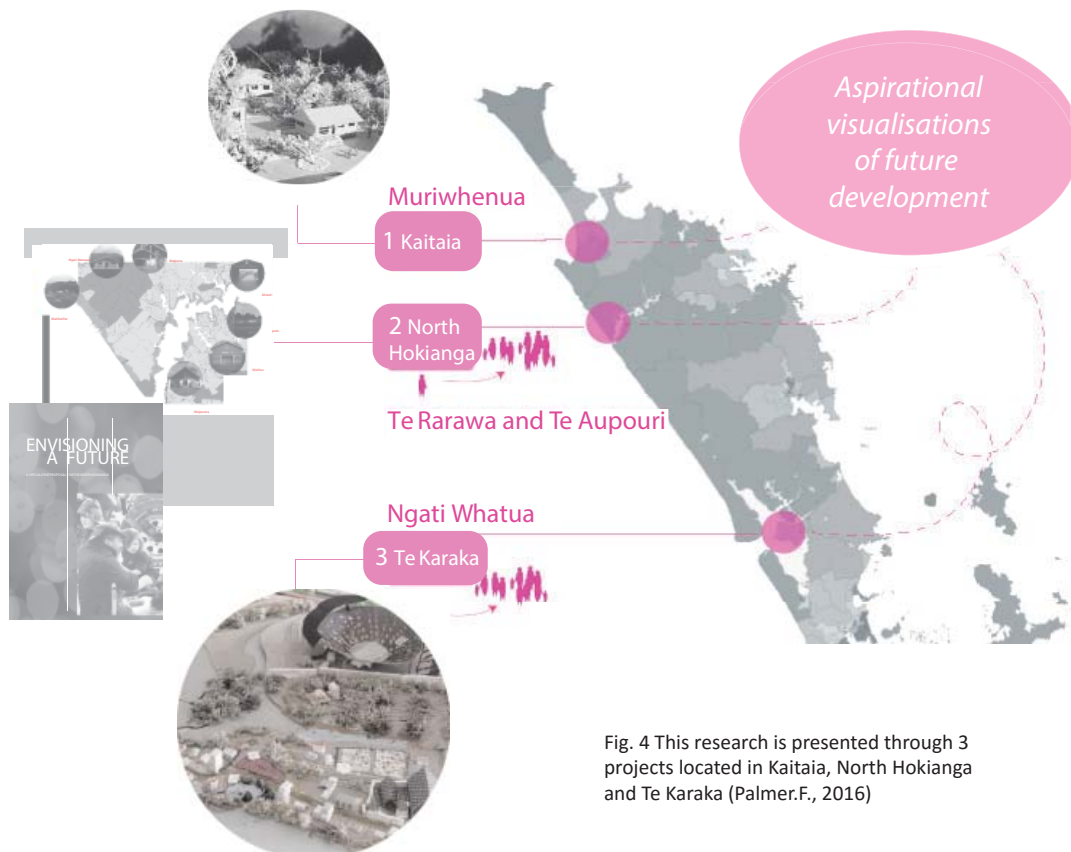 Aspirational
visualisations
of future
development
Muriwhenua
1 Kaitaia
2 North
Hokianga
Te Rarawa and Te Aupouri
ENVISIONING
A FUTURE
Ngati Whatua
3 Te Karaka
Fig. 4 This research is presented through 3
projects located in Kaitaia, North Hokianga
and Te Karaka (Palmer.F., 2016)